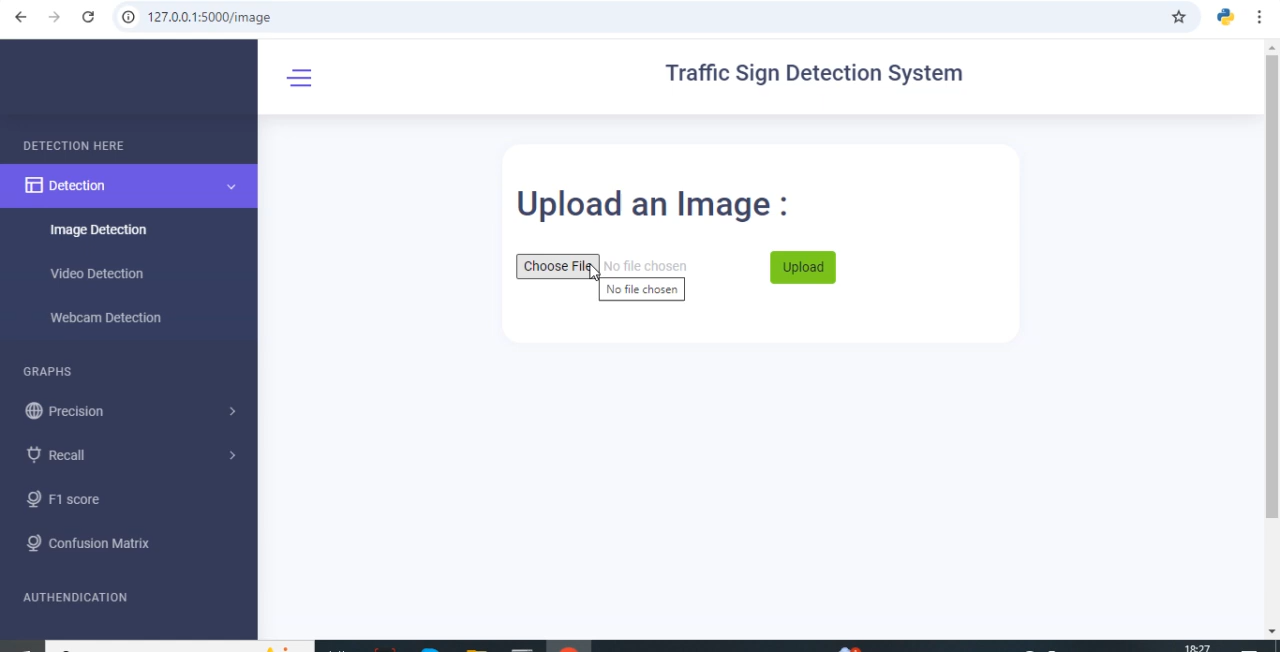 127.0.0.1:5000/image
Traffic Sign Detection System
DETECTION HERE
Detection
Image Detection
Video Detection
Webcam Detection
GRAPHS
Precision
Recall
F1 score
Confusion Matrix
AUTHENDICATION
Upload an Image :
Choose File No file chosen Upload
No file chosen
18:27